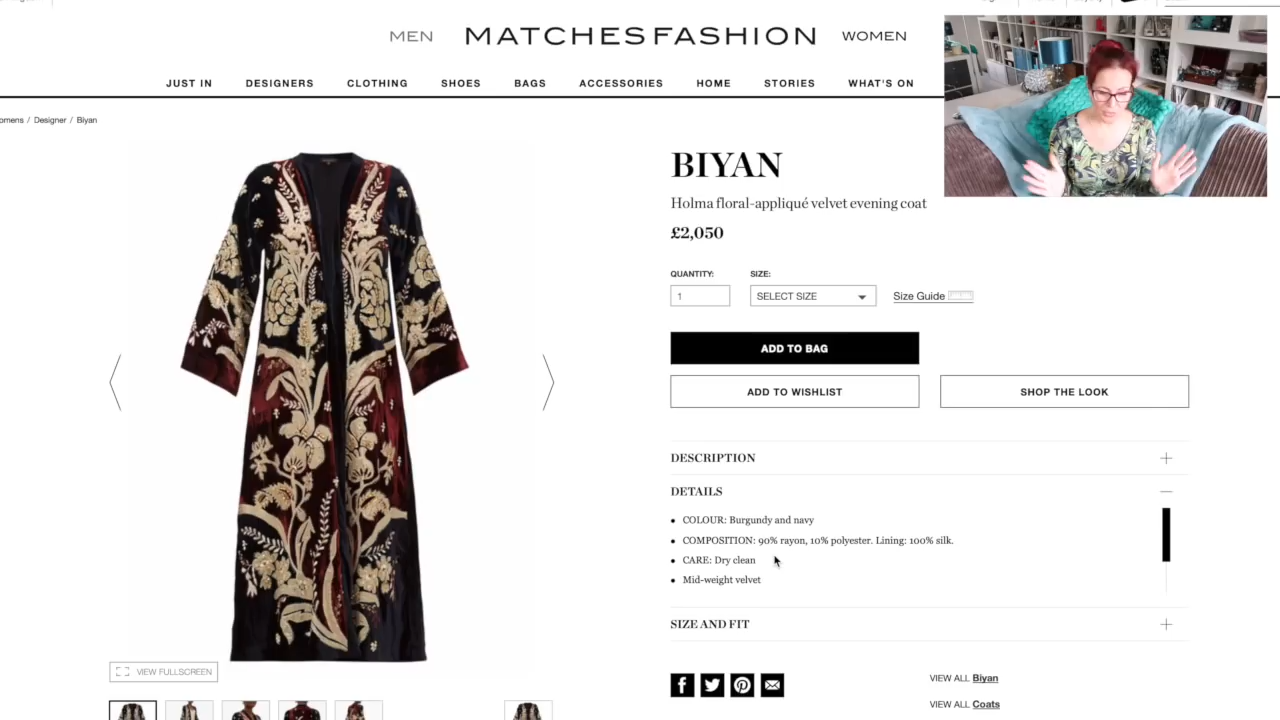 MEN
MATCHESFASHION
WOMEN
JUST IN
DESIGNERS
CLOTHING
SHOES
BAGS
ACCESSORIES
HOME
STORIES
WHAT'S ON
/ Designer / Biyan
BIYAN
Holma floral-appliqué velvet evening coat
£2,050
QUANTITY:
SIZE:
1
SELECT SIZE
Size Guide
ADD TO BAG
ADD TO WISHLIST
SHOP THE LOOK
DESCRIPTION
DETAILS
COLOUR: Burgundy and navy
COMPOSITION: 90% rayon, 10% polyester. Lining: 100% silk.
CARE: Dry clean
Mid-weight velvet
SIZE AND FIT
VIEW FULLSCREEN
VIEW ALL Biyan
VIEW ALL Coats